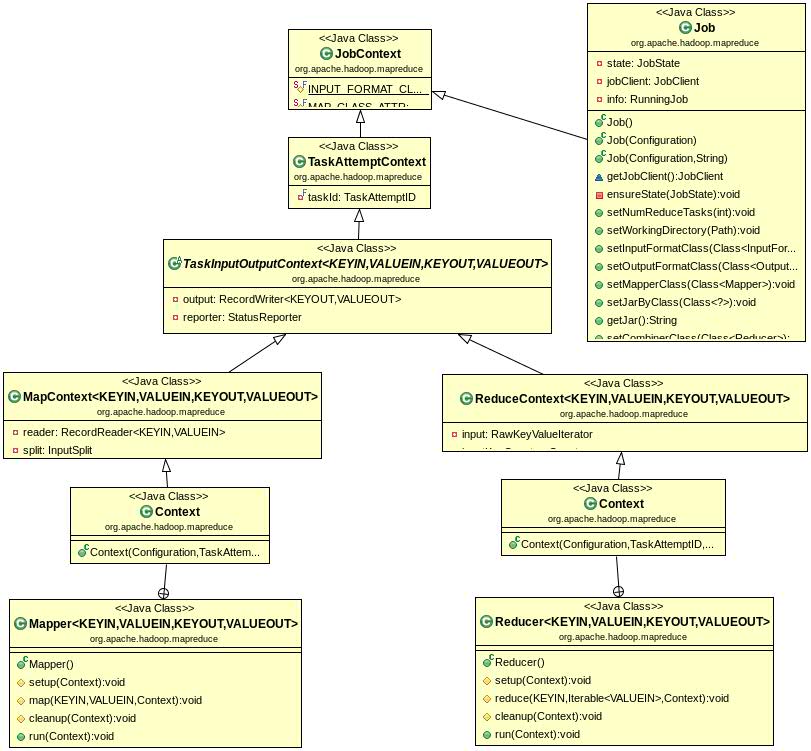 <<Java Class>>
JobContext
org.apache.hadoop.mapreduce
INPUT_FORMAT_CL...
MAP_CLASS_ATTR:
<<Java Class>>
Job
org.apache.hadoop.mapreduce
state: JobState
jobClient: JobClient
info: RunningJob
Job()
Job(Configuration)
Job(Configuration,String)
getJobClient():JobClient
ensureState(JobState):void
setNumReduceTasks(int):void
setWorkingDirectory(Path):void
setInputFormatClass(Class<InputFor...
setOutputFormatClass(Class<Output...
setMapperClass(Class<Mapper>):void
setJarByClass(Class<?>):void
getJar():String
setCombinerClass(Class<Reducer>):
<<Java Class>>
TaskAttemptContext
org.apache.hadoop.mapreduce
taskId: TaskAttemptID
<<Java Class>>
TaskInputOutputContext<KEYIN,VALUEIN,KEYOUT,VALUEOUT>
org.apache.hadoop.mapreduce
output: RecordWriter<KEYOUT,VALUEOUT>
reporter: StatusReporter
<<Java Class>>
MapContext<KEYIN,VALUEIN,KEYOUT,VALUEOUT>
org.apache.hadoop.mapreduce
reader: RecordReader<KEYIN,VALUEIN>
split: InputSplit
<<Java Class>>
ReduceContext<KEYIN,VALUEIN,KEYOUT,VALUEOUT>
org.apache.hadoop.mapreduce
input: RawKeyValueIterator
<<Java Class>>
Context
org.apache.hadoop.mapreduce
Context(Configuration,TaskAttem...
<<Java Class>>
Context
org.apache.hadoop.mapreduce
Context(Configuration,TaskAttemptID,...
<<Java Class>>
Mapper<KEYIN,VALUEIN,KEYOUT,VALUEOUT>
org.apache.hadoop.mapreduce
Mapper()
setup(Context):void
map(KEYIN,VALUEIN,Context):void
cleanup(Context):void
run(Context):void
<<Java Class>>
Reducer<KEYIN,VALUEIN,KEYOUT,VALUEOUT>
org.apache.hadoop.mapreduce
Reducer()
setup(Context):void
reduce(KEYIN,Iterable<VALUEIN>,Context):void
cleanup(Context):void
run(Context):void